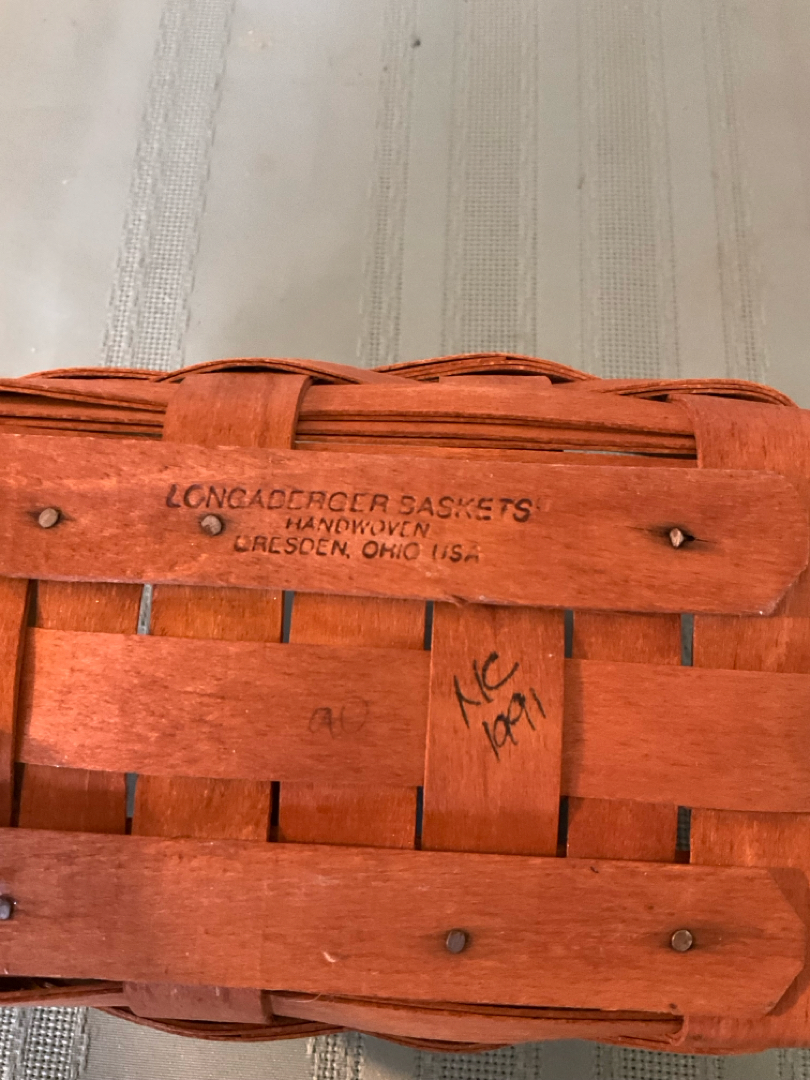 LONGABERGER BASKETS
HANDWOVEN
DRESDEN, OHIO USA
NC
1991